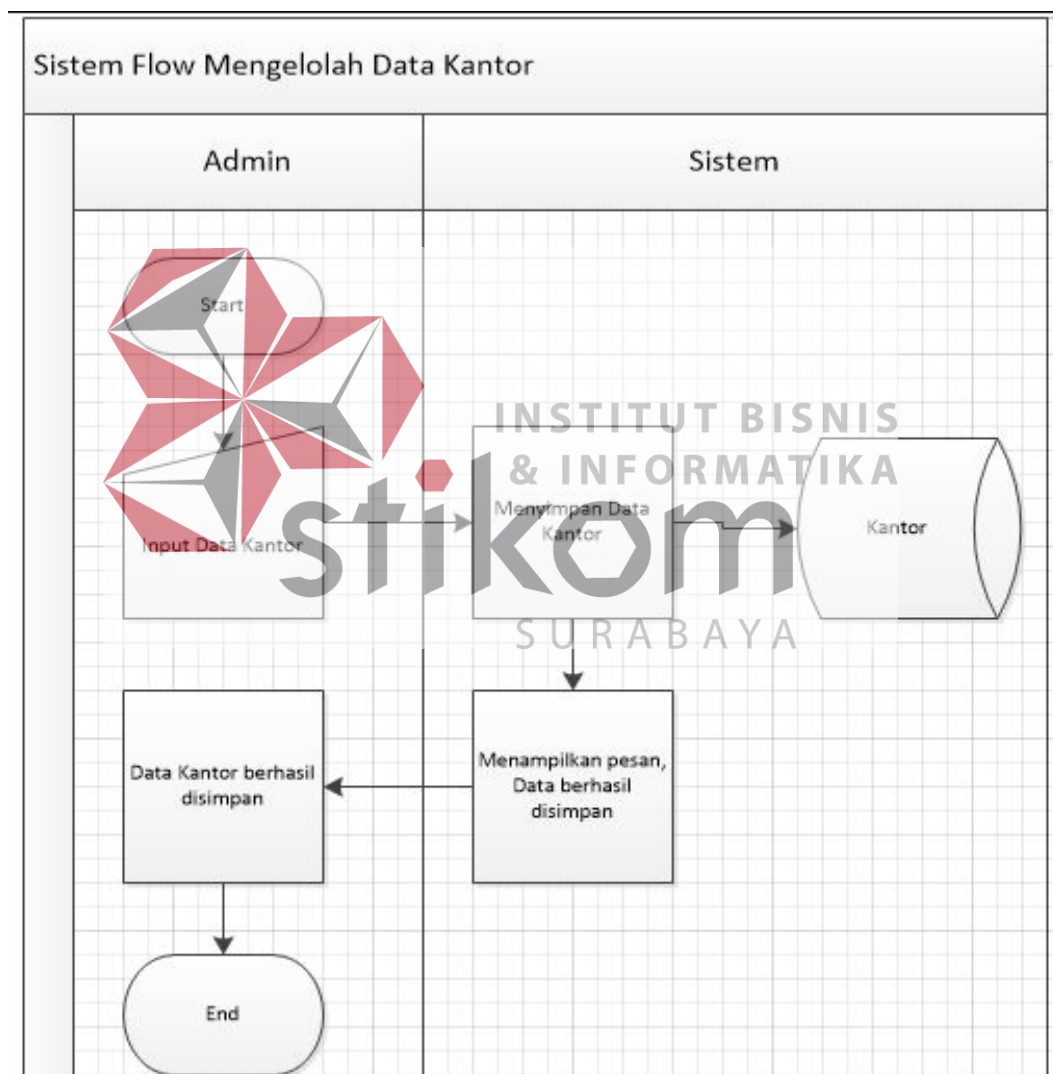 Sistem Flow Mengelolah Data Kantor
Admin
Sistem
Start
INSTITUT BISNIS
& INFORMATIKA
stikom
SURABAYA
Input Data Kantor
Menyimpan Data
Kantor
Kantor
Menampilkan pesan,
Data berhasil
disimpan
Data Kantor berhasil
disimpan
End